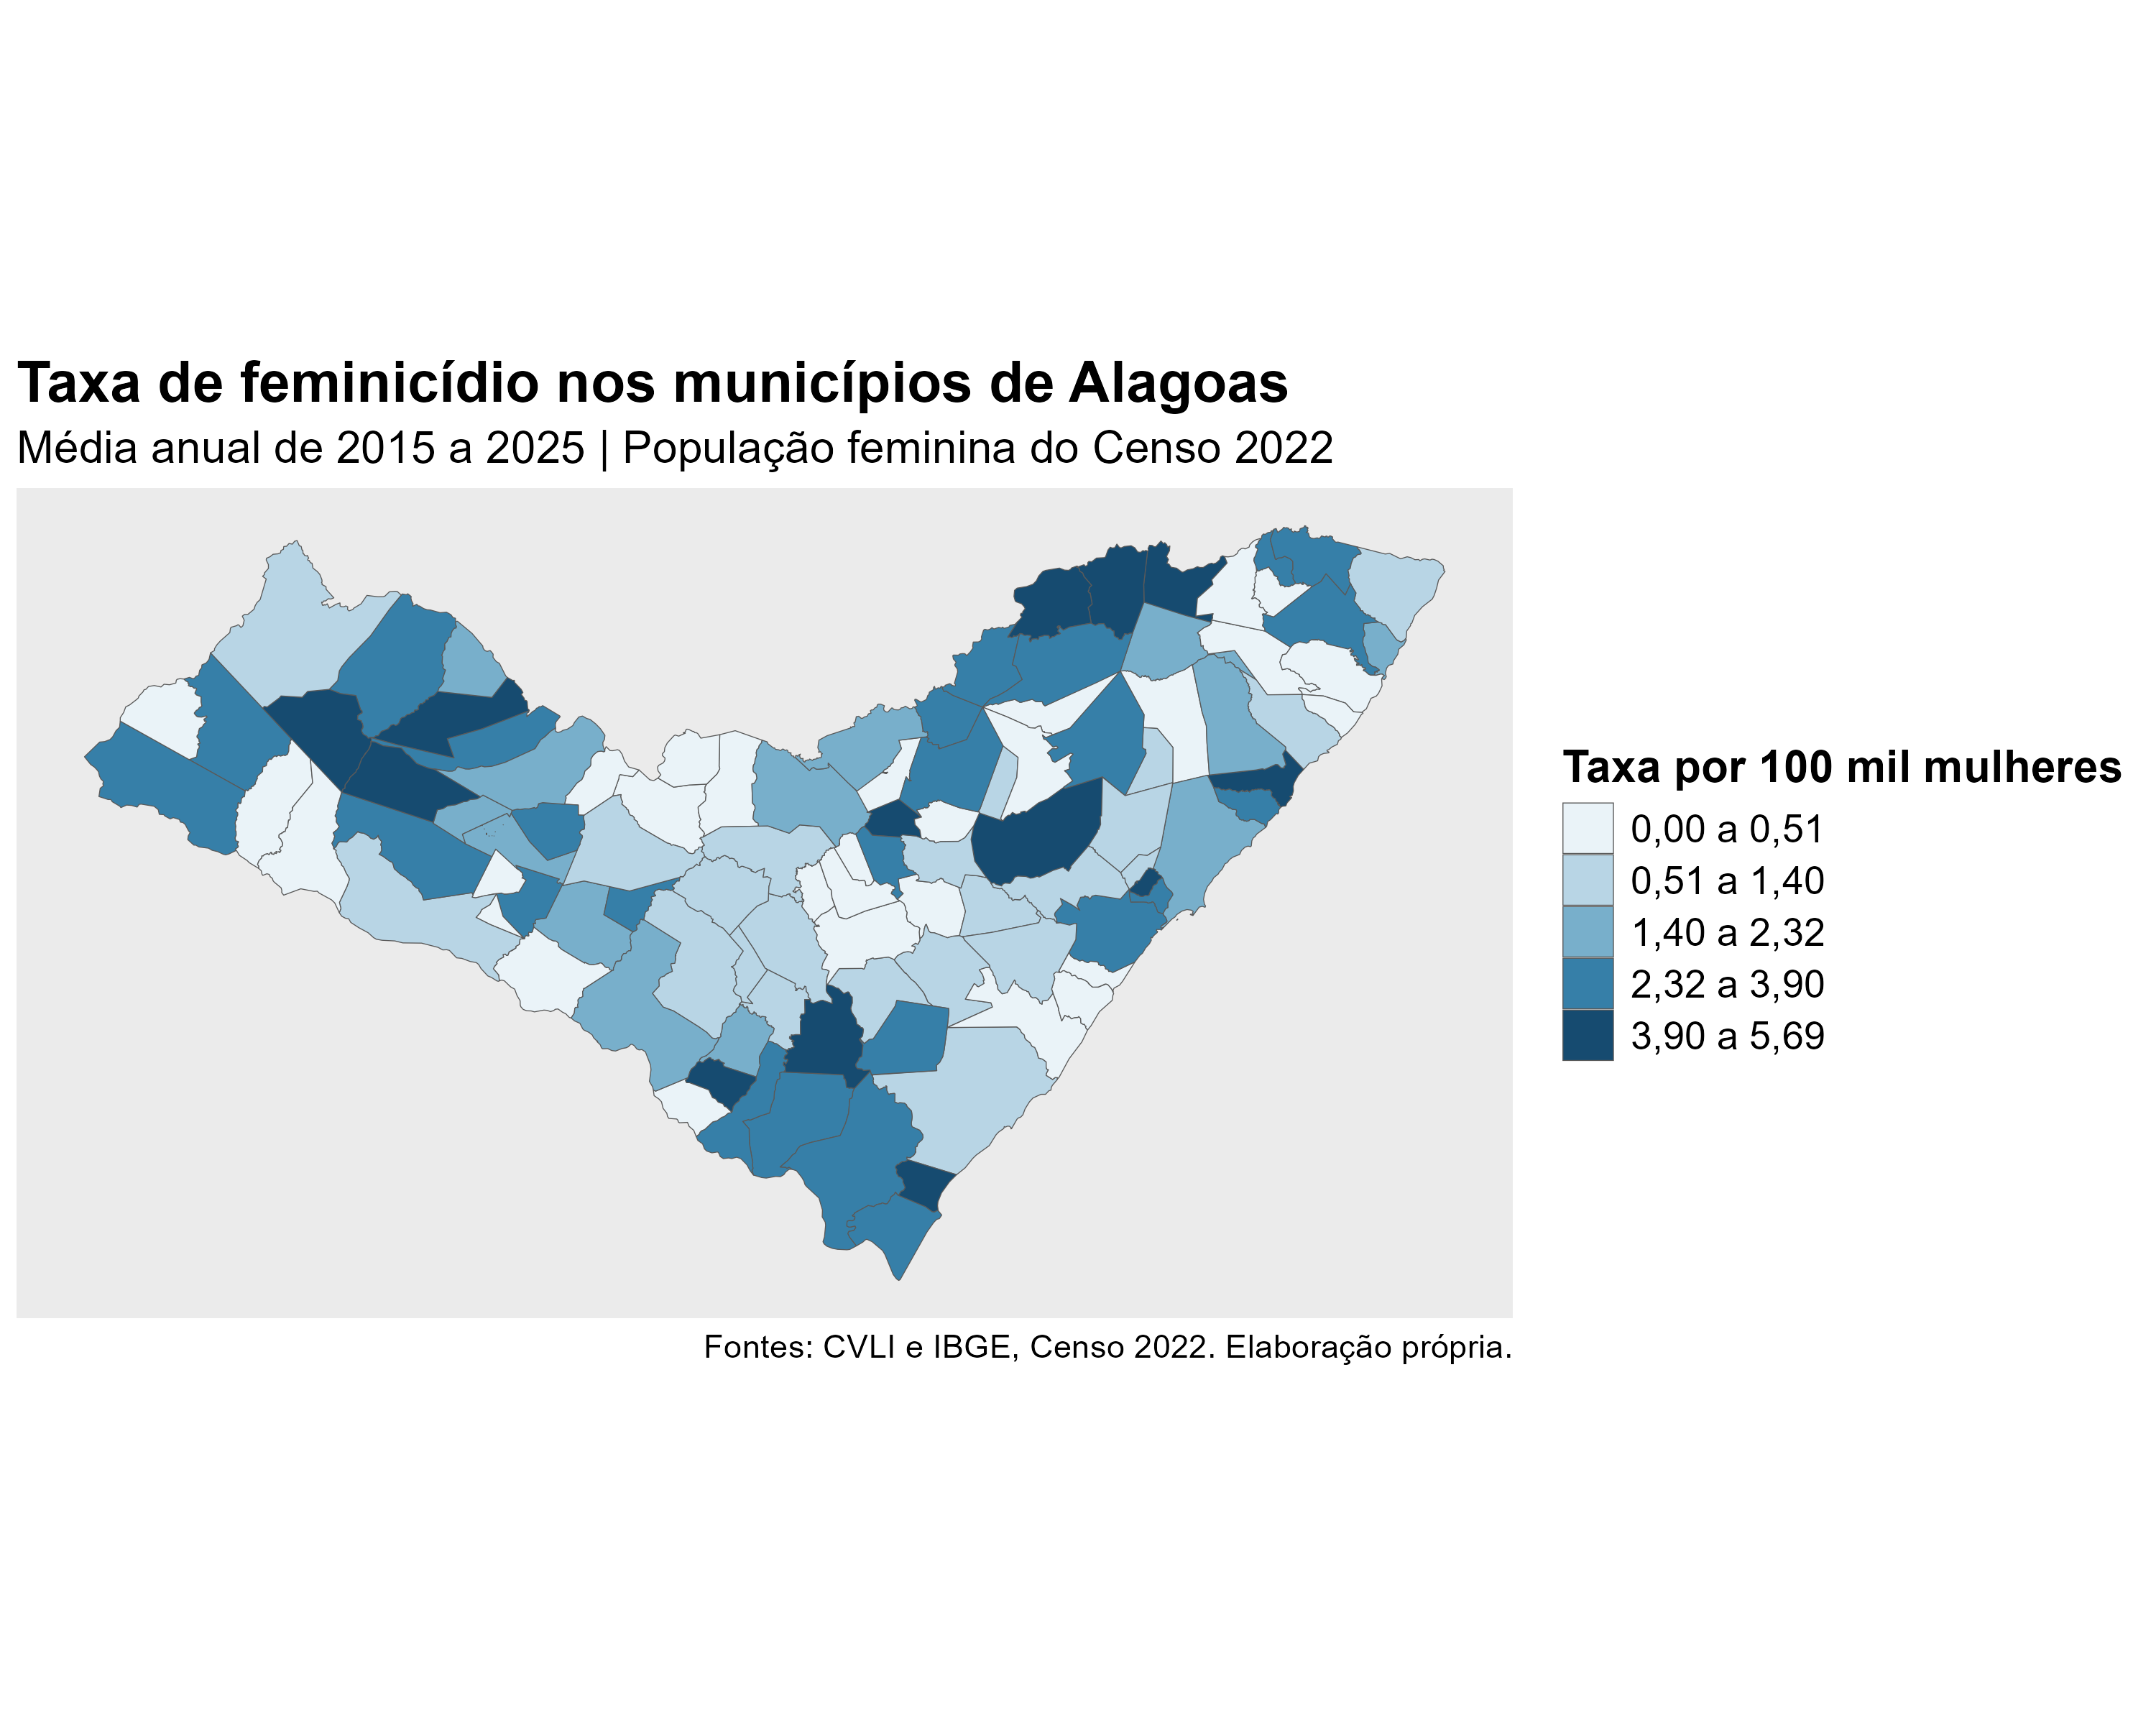 Taxa de feminicídio nos municípios de Alagoas
Média anual de 2015 a 2025 | População feminina do Censo 2022
Taxa por 100 mil mulheres
0,00 a 0,51
0,51 a 1,40
1,40 a 2,32
2,32 a 3,90
3,90 a 5,69
Fontes: CVLI e IBGE, Censo 2022. Elaboração própria.